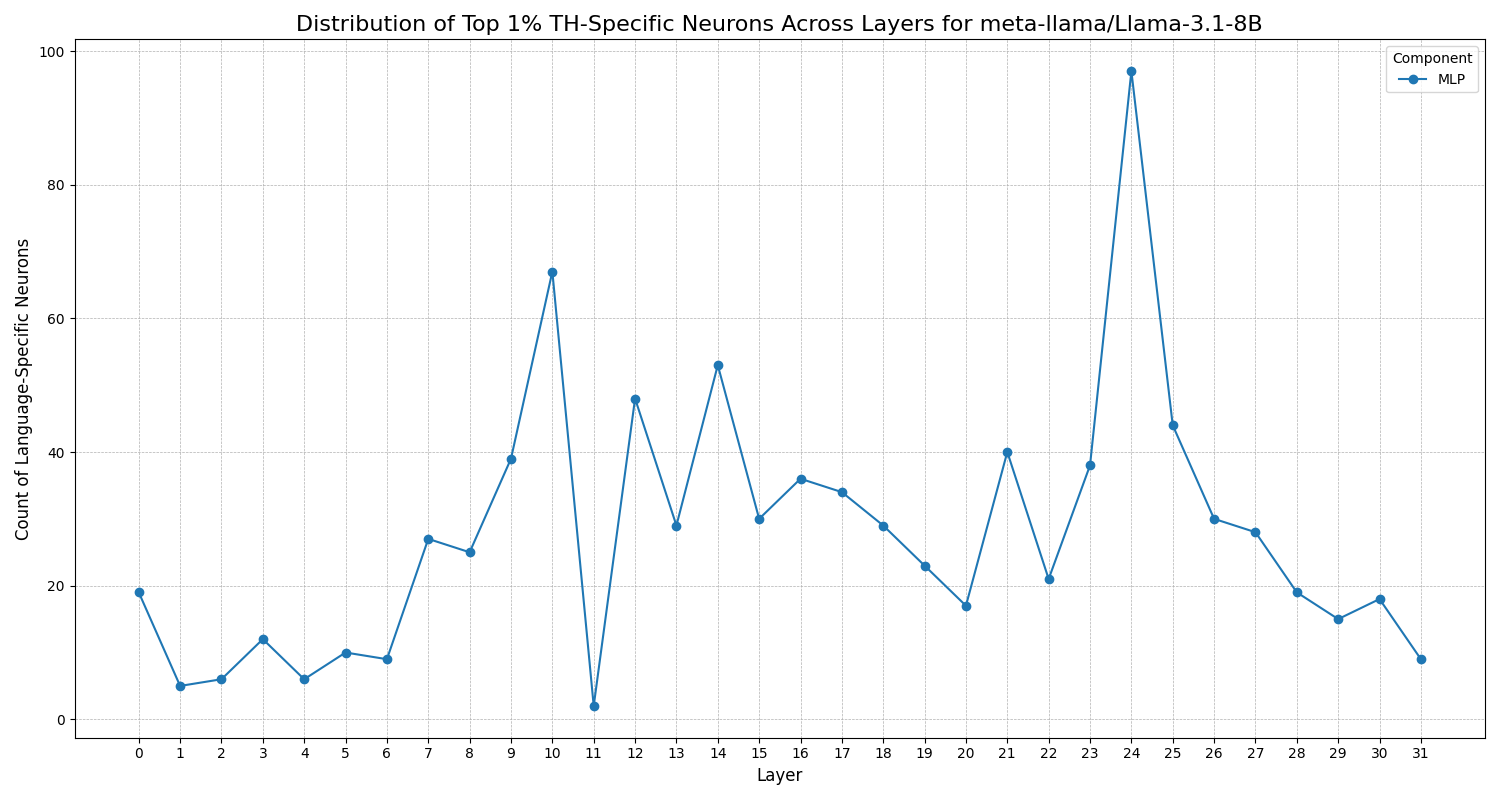 Distribution of Top 1% TH-Specific Neurons Across Layers for meta-llama/Llama-3.1-8B
Component
MLP
Count of Language-Specific Neurons
100
80
60
40
20
0
0 1 2 3 4 5 6 7 8 9 10 11 12 13 14 15 16 17 18 19 20 21 22 23 24 25 26 27 28 29 30 31
Layer